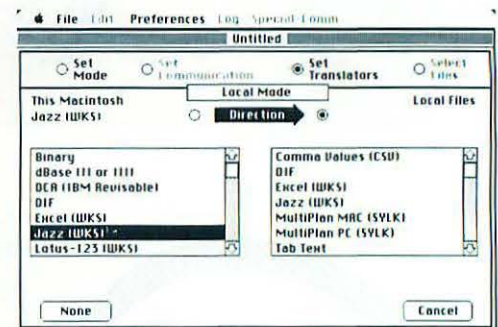 File Edit Preferences Log Special Comm
Untitled
Set Mode
Set Communication
Set Translators
Select Files
Local Mode
This Macintosh
Local Files
Jazz (WKS)
Direction
Binary
dBase III or IIII
DCA (IBM Revisable)
DIF
Excel (WKS)
Jazz (WKS)
Lotus-123 (WKS)
Comma Values (CSV)
DIF
Excel (WKS)
Jazz (WKS)
MultiPlan MAC (SYLK)
MultiPlan PC (SYLK)
Tab Text
None
Cancel